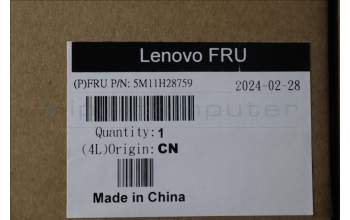 Lenovo FRU
(P)FRU P/N: 5M11H28759 2024-02-28
Quantity:1
(4L)Origin:CN
Made in China